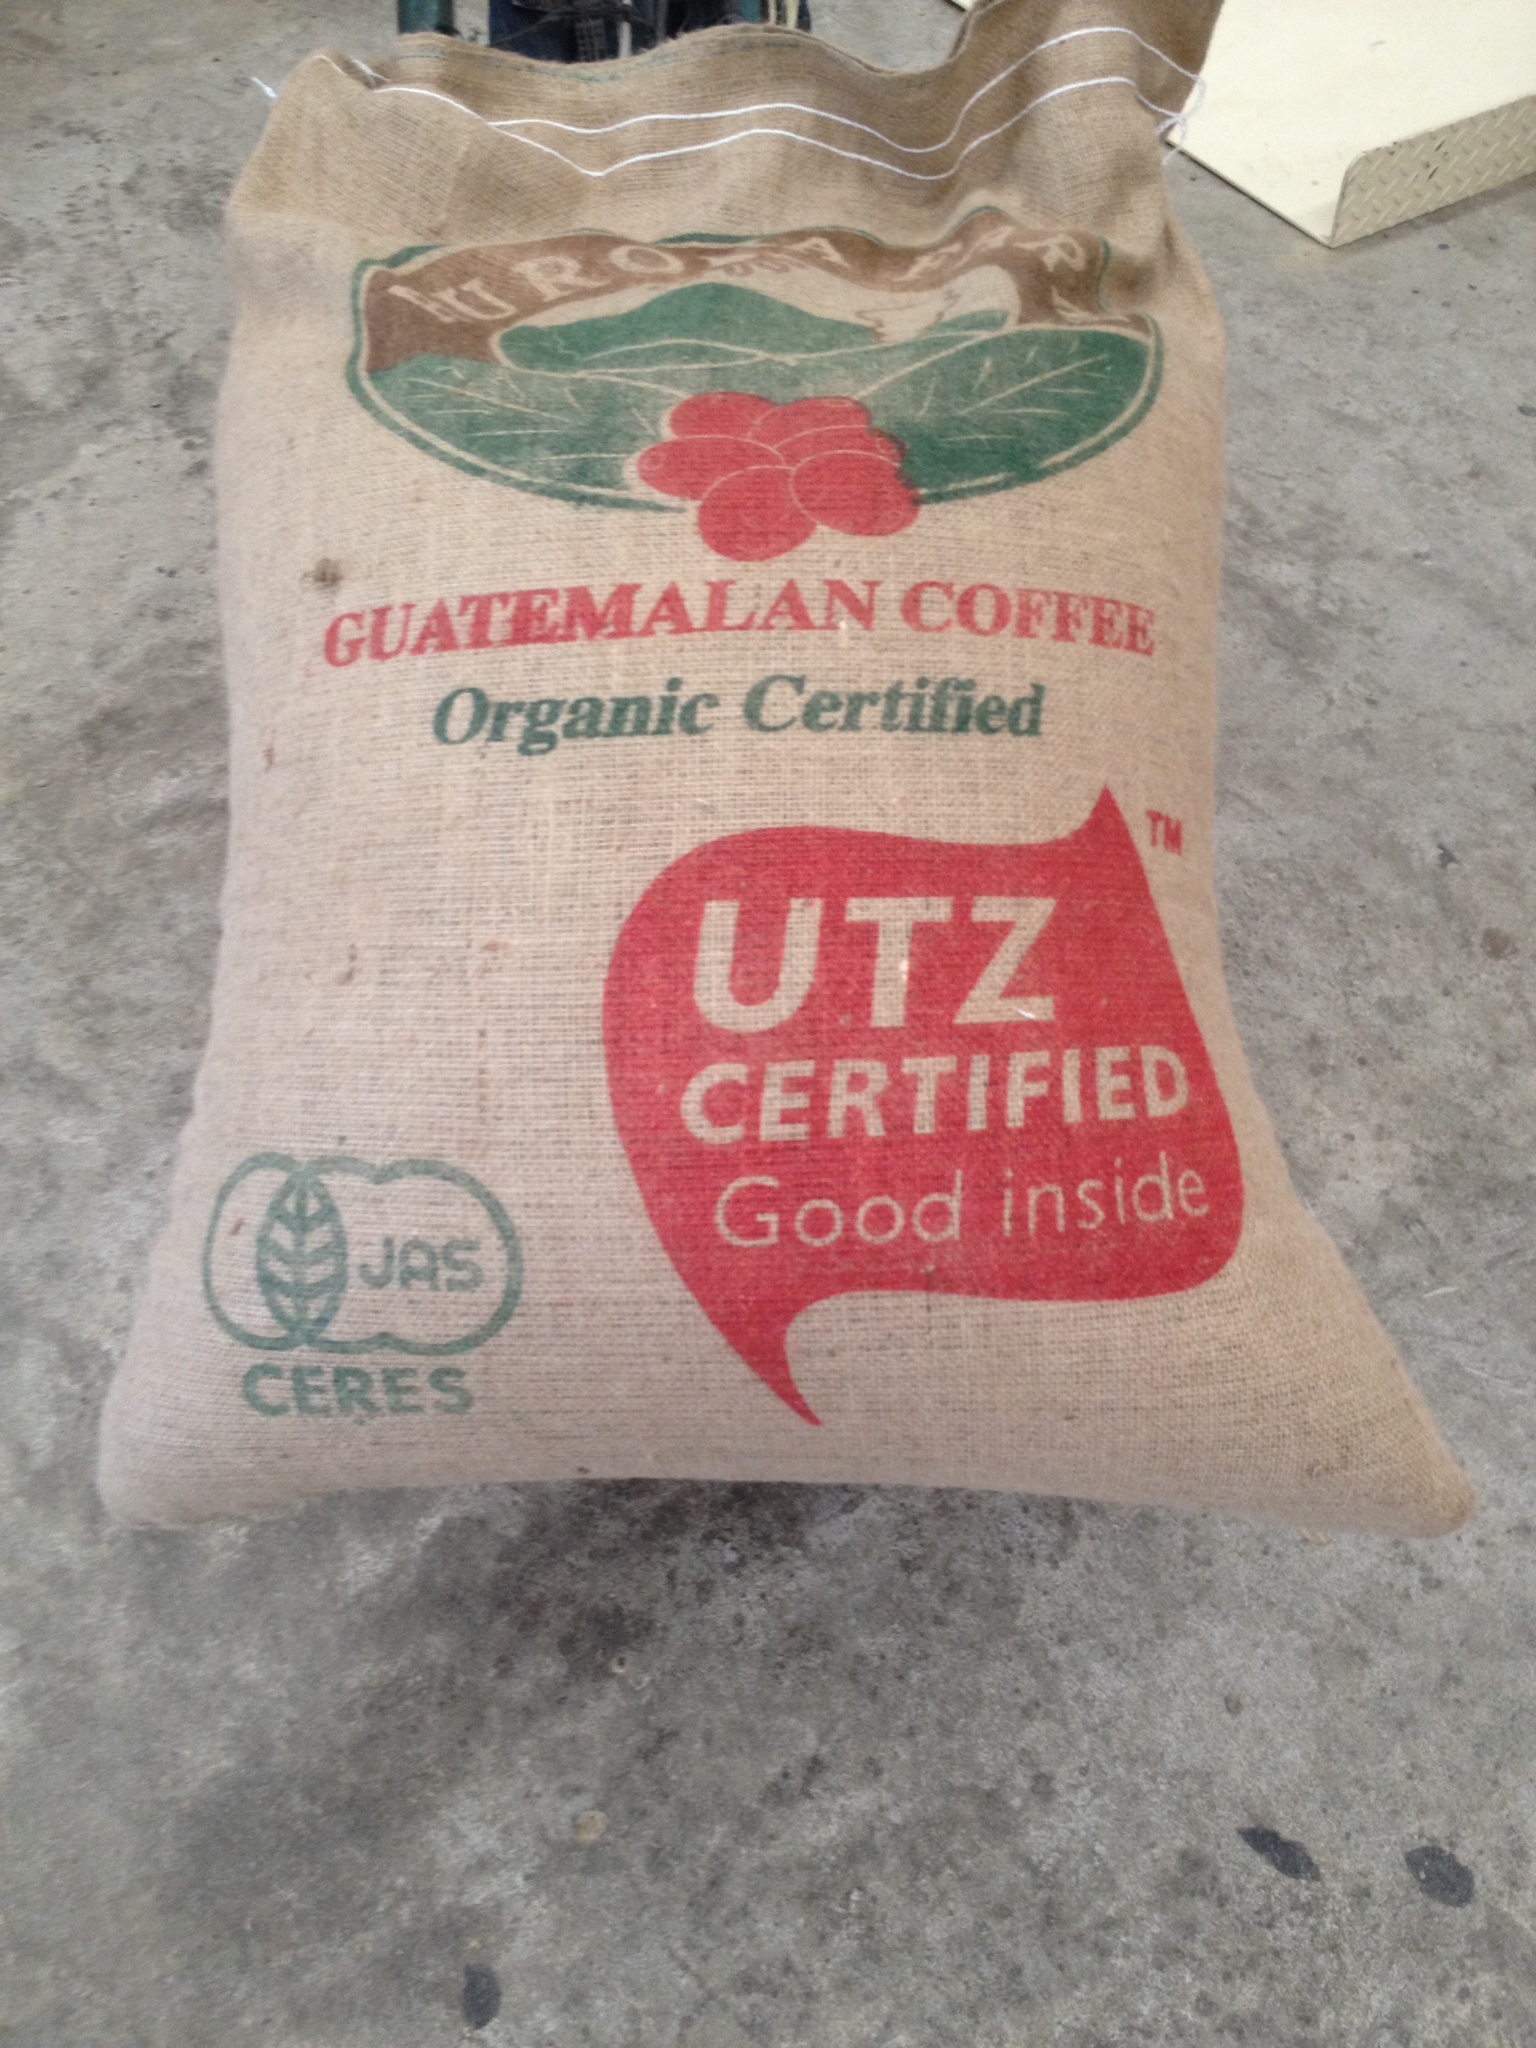 GUATEMALAN COFFEE
Organic Certified
TM
UTZ
CERTIFIED
Good inside
JAS
CERES